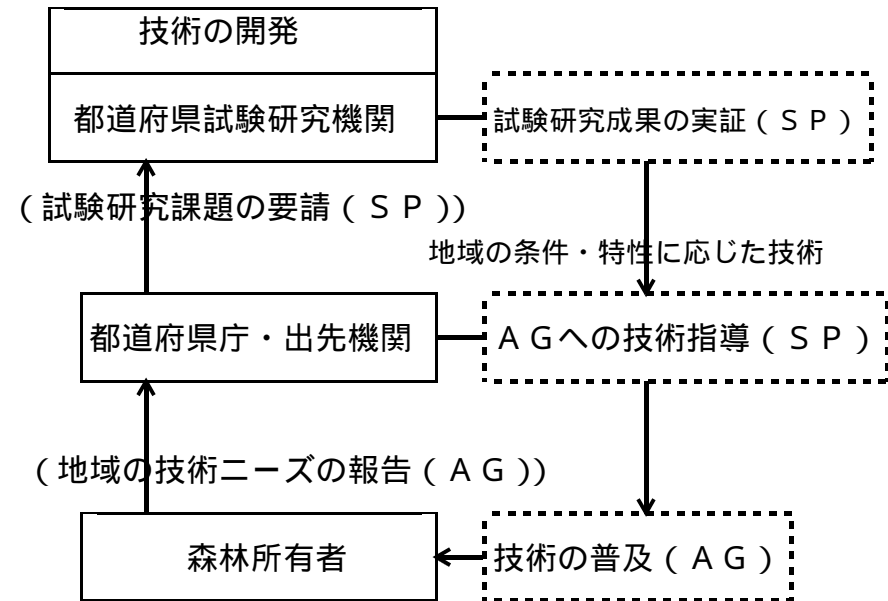 技術の開発
都道府県試験研究機関
試験研究成果の実証(SP)
(試験研究課題の要請(SP))
地域の条件・特性に応じた技術
都道府県庁・出先機関
AGへの技術指導(SP)
(地域の技術ニーズの報告(AG))
森林所有者
技術の普及(AG)